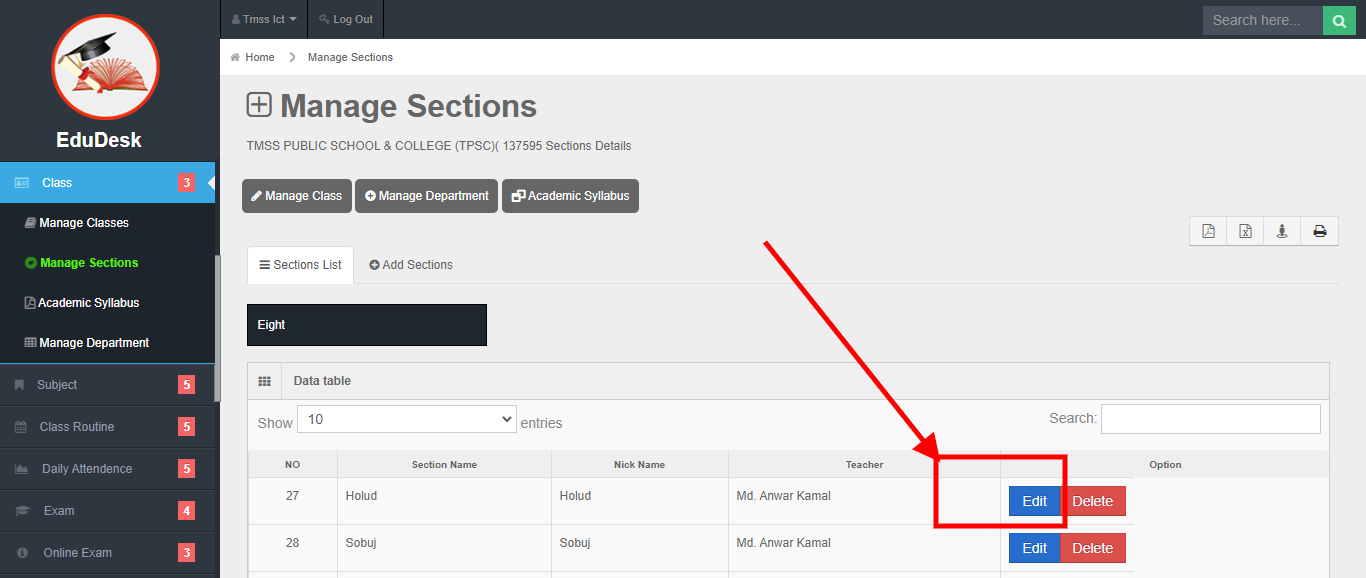 Tmss Ict
Log Out
Search here...
Home
Manage Sections
EduDesk
Class 3
Manage Classes
Manage Sections
Academic Syllabus
Manage Department
Subject 5
Class Routine 5
Daily Attendence 5
Exam 4
Online Exam 3
Manage Sections
TMSS PUBLIC SCHOOL & COLLEGE (TPSC)( 137595 Sections Details
Manage Class
Manage Department
Academic Syllabus
Sections List
Add Sections
Eight
Data table
Show 10 entries
Search:
NO Section Name Nick Name Teacher Option
27 Holud Holud Md. Anwar Kamal Edit Delete
28 Sobuj Sobuj Md. Anwar Kamal Edit Delete